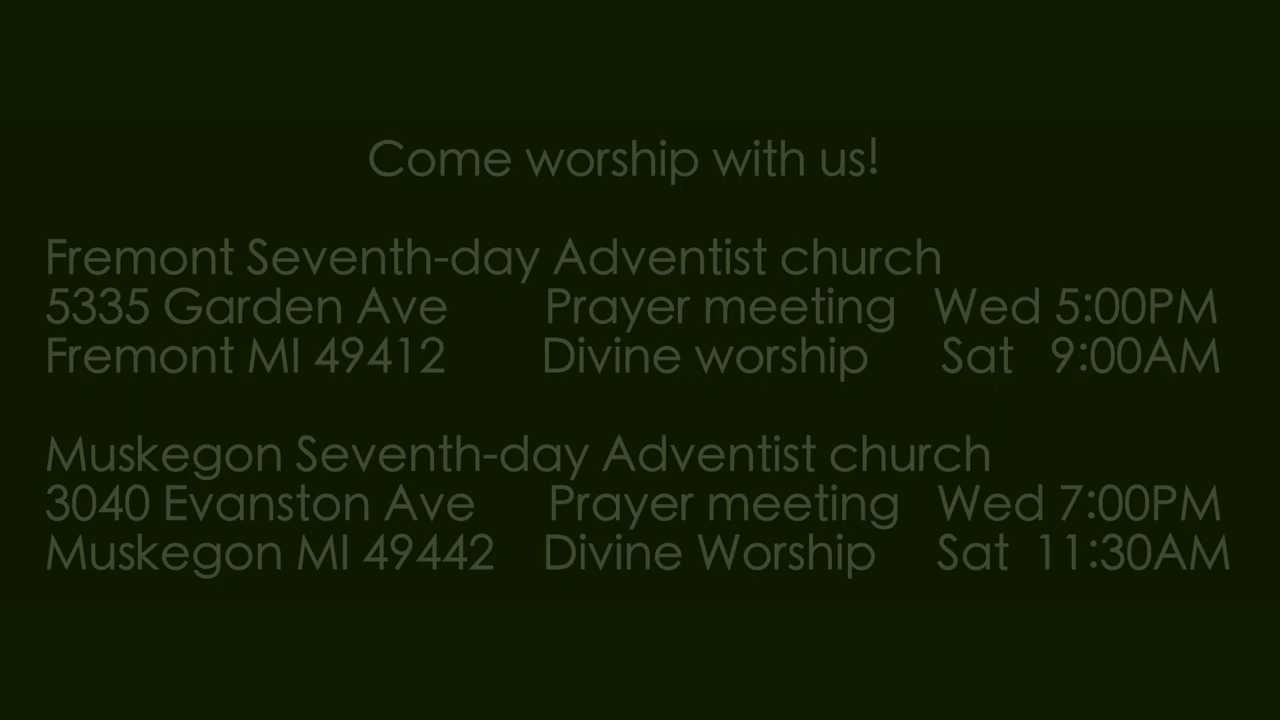 Come worship with us!
Fremont Seventh-day Adventist church
5335 Garden Ave Prayer meeting Wed 5:00PM
Fremont MI 49412 Divine worship Sat 9:00AM
Muskegon Seventh-day Adventist church
3040 Evanston Ave Prayer meeting Wed 7:00PM
Muskegon MI 49442 Divine Worship Sat 11:30AM